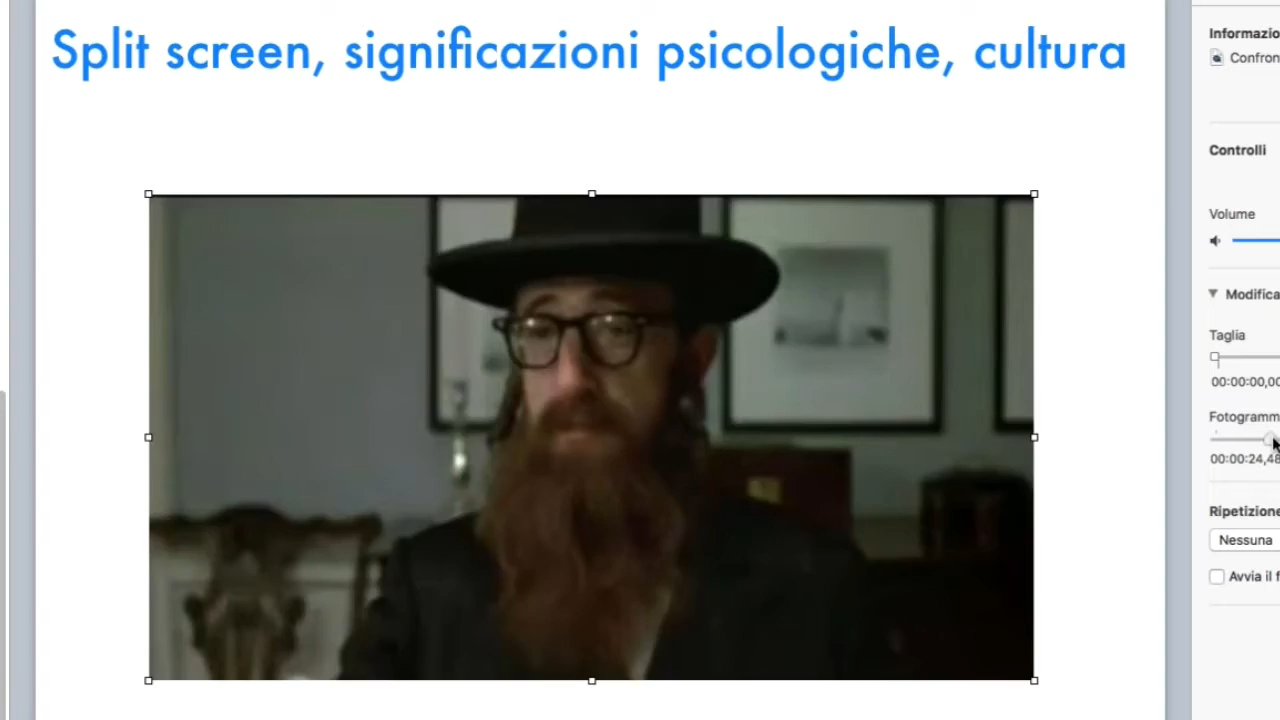 Split screen, significazioni psicologiche, cultura
Informazio
Confron
Controlli
Volume
Modifica
Taglia
00:00:00,00
Fotogramm
00:00:24,48
Ripetizione
Nessuna
Avvia il f